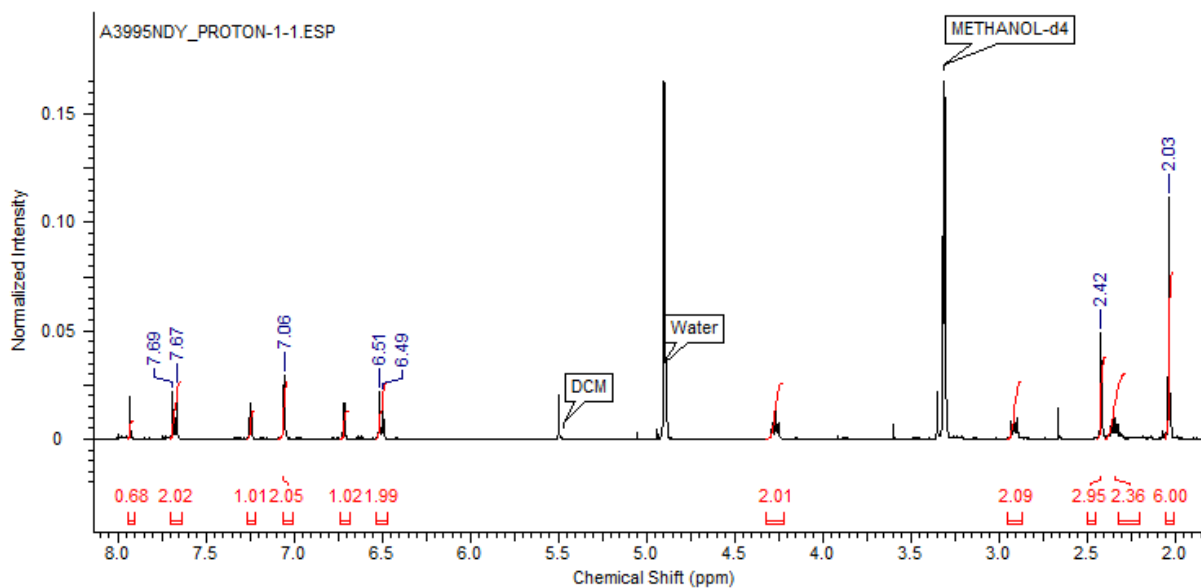 A3995NDY_PROTON-1-1.ESP
METHANOL-d4
0.15
2.03
0.10
Normalized Intensity
2.42
7.69
7.67
7.06
6.51
6.49
0.05
Water
DCM
0
0.68 2.02 1.01 2.05 1.02 1.99 2.01 2.09 2.95 2.36 6.00
8.0 7.5 7.0 6.5 6.0 5.5 5.0 4.5 4.0 3.5 3.0 2.5 2.0
Chemical Shift (ppm)